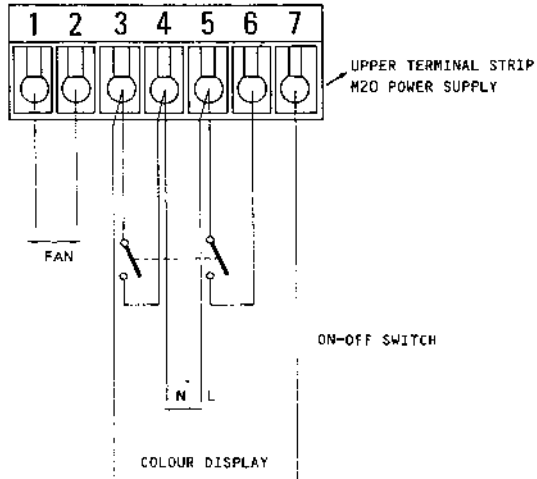 1 2 3 4 5 6 7
UPPER TERMINAL STRIP
M20 POWER SUPPLY
FAN
ON-OFF SWITCH
N L
COLOUR DISPLAY